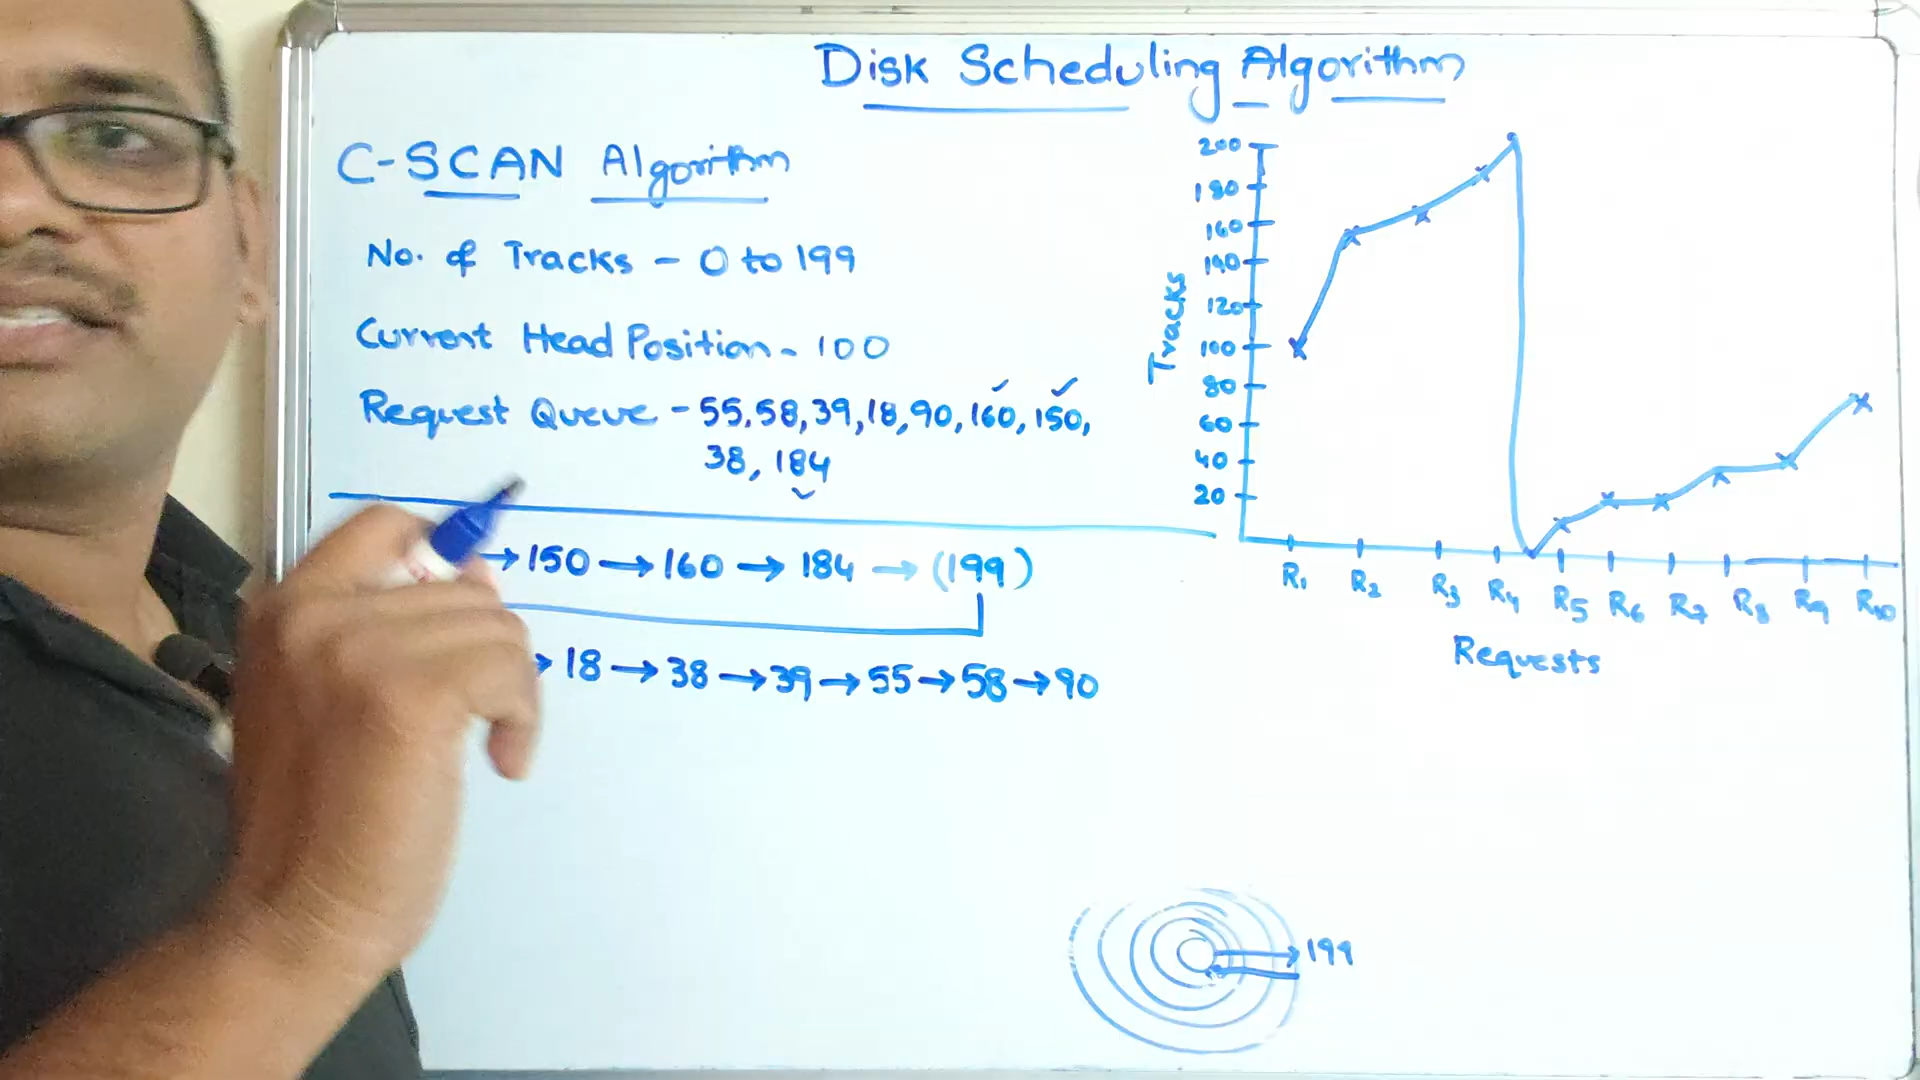 Disk Scheduling Algorithm
C-SCAN Algorithm
No. of Tracks - 0 to 199
Current Head Position - 100
Request Queue - 55, 58, 39, 18, 90, 160, 150,
38, 184
→ 150 → 160 → 184 → (199)
→ 18 → 38 → 39 → 55 → 58 → 90
200
180
160
140
120
100
80
60
40
20
Tracks
R1 R2 R3 R4 R5 R6 R7 R8 R9 R10
Requests
199